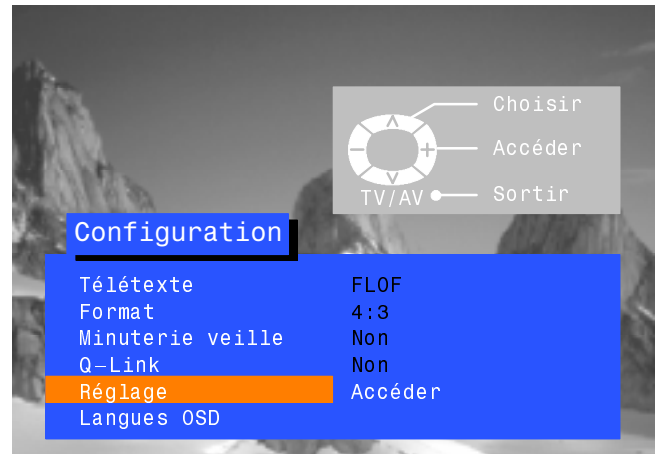 Choisir
Accéder
TV/AV Sortir
Configuration
Télétexte FLOF
Format 4:3
Minuterie veille Non
Q–Link Non
Réglage Accéder
Langues OSD